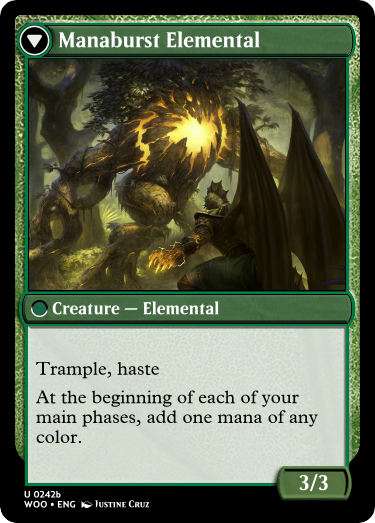 Manaburst Elemental
Creature — Elemental
Trample, haste
At the beginning of each of your
main phases, add one mana of any
color.
3/3
U 0242b
WOO • ENG Justine Cruz